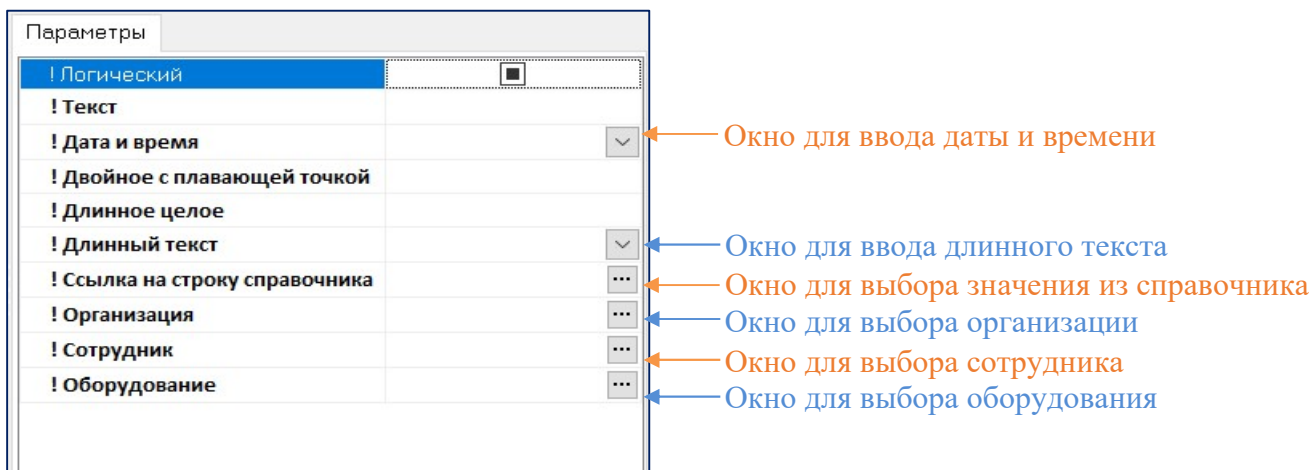 Параметры
! Логический
! Текст
! Дата и время
Окно для ввода даты и времени
! Двойное с плавающей точкой
! Длинное целое
! Длинный текст
Окно для ввода длинного текста
! Ссылка на строку справочника
Окно для выбора значения из справочника
! Организация
Окно для выбора организации
! Сотрудник
Окно для выбора сотрудника
! Оборудование
Окно для выбора оборудования